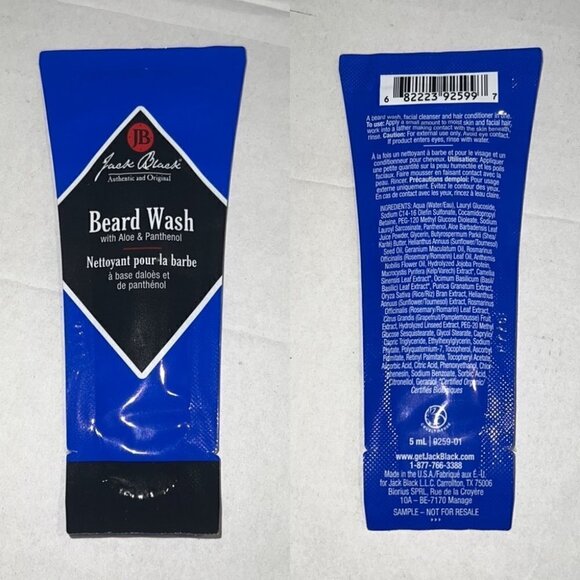 JB
Jack Black
Authentic and Original
Beard Wash
with Aloe & Panthenol
Nettoyant pour la barbe
à base daloès et
de panthénol
6 82223 92599 7
A beard wash, facial cleanser and hair conditioner in one.
To use: Apply a small amount to moist skin and facial hair,
work into a lather making contact with the skin beneath,
rinse. Caution: For external use only. Avoid eyes.
If product enters eyes, rinse with water.
À la fois un nettoyant à barbe et pour le visage et un
conditionneur pour cheveux. Utilisation: Appliquer
une petite quantité sur la peau humectée et les poils
faciaux. Faire mousser en faisant contact avec la
peau. Rincer. Précautions d'emploi: Pour usage
externe uniquement. Évitez le contour des yeux.
En cas de contact avec les yeux, rincez avec à l'eau clair.
INGREDIENTS: Aqua (Water/Eau), Lauryl Glucoside,
Sodium C14-16 Olefin Sulfonate, Cocamidopropyl
Betaine, PEG-120 Methyl Glucose Dioleate, Sodium
Lauroyl Sarcosinate, Panthenol, Aloe Barbadensis Leaf
Juice Powder, Glycerin, Butyrospermum Parkii (Shea/
Karité) Butter, Helianthus Annuus (Sunflower/Tournesol)
Seed Oil, Geranium Maculatum Oil, Rosmarinus
Officinalis (Rosemary/Romarin) Leaf Oil, Anthemis
Nobilis Flower Oil, Hydrolyzed Jojoba Protein,
Macrocystis Pyrifera (Kelp/Varech) Extract*, Camellia
Sinensis Leaf Extract*, Ocimum Basilicum (Basil/
Basilic) Leaf Extract*, Punica Granatum Extract,
Oryza Sativa (Rice/Riz) Bran Extract, Helianthus
Annuus (Sunflower/Tournesol) Extract, Rosmarinus
Officinalis (Rosemary/Romarin) Leaf Extract,
Citrus Grandis (Grapefruit/Pamplemousse) Fruit
Extract, Hydrolyzed Linseed Extract, PEG-20 Methyl
Glucose Sesquistearate, Glycol Stearate, Caprylic/
Capric Triglyceride, Ethylhexylglycerin, Sodium
Phytate, Polyquaternium-7, Tocopherol, Ascorbyl
Palmitate, Retinyl Palmitate, Tocopheryl Acetate,
Ascorbic Acid, Citric Acid, Phenoxyethanol,
Sodium Benzoate, Sorbic Acid,
Citronellol, Geraniol *Certified Organic/
Certifiés Biologiques
5 mL | 9259-01
www.getJackBlack.com
1-877-766-3388
Made in the U.S.A./Fabriqué aux É.-U.
for Jack Black L.L.C. Carrollton, TX 75006
Biorius SPRL, Rue de la Croyère
10A – BE-7170 Manage
SAMPLE – NOT FOR RESALE